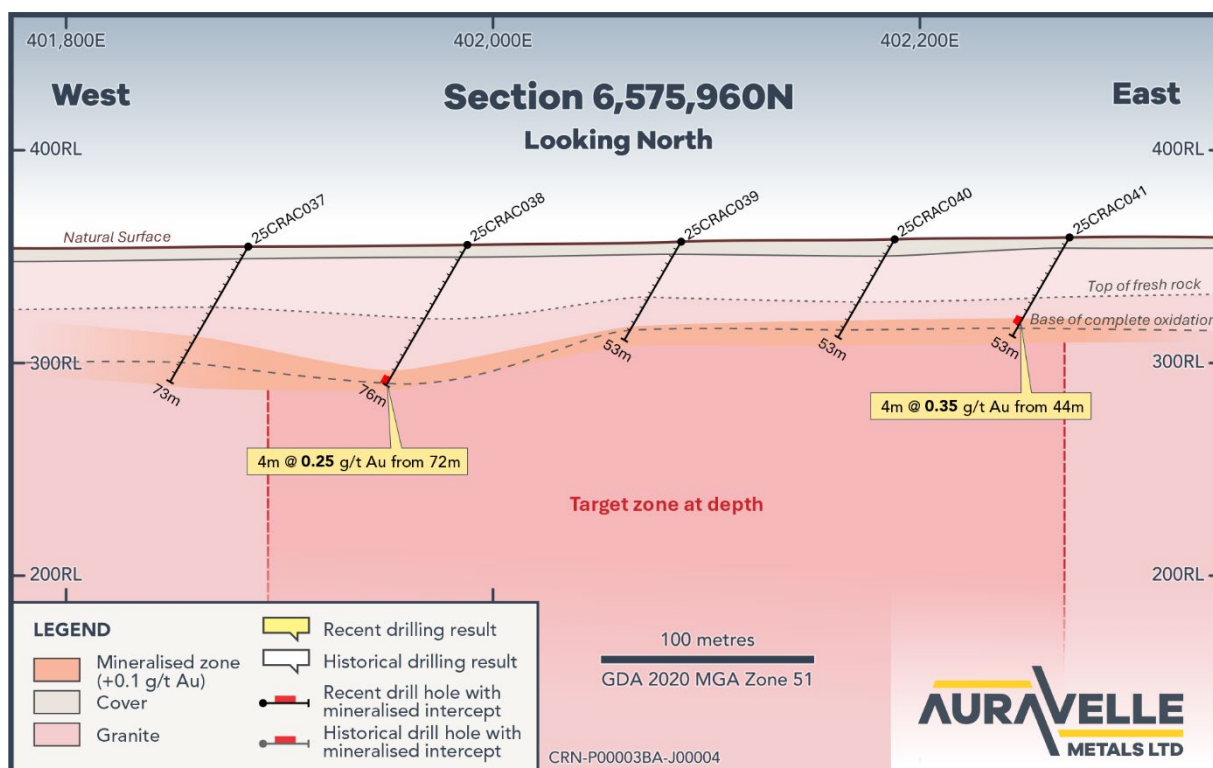 401,800E
402,000E
402,200E
West
Section 6,575,960N
East
Looking North
400RL
400RL
25CRAC037
25CRAC038
25CRAC039
25CRAC040
25CRAC041
Natural Surface
Top of fresh rock
Base of complete oxidation
300RL
300RL
73m
76m
53m
53m
53m
4m @ 0.35 g/t Au from 44m
4m @ 0.25 g/t Au from 72m
Target zone at depth
200RL
200RL
LEGEND
Mineralised zone
(+0.1 g/t Au)
Cover
Granite
Recent drilling result
Historical drilling result
Recent drill hole with
mineralised intercept
Historical drill hole with
mineralised intercept
100 metres
GDA 2020 MGA Zone 51
CRN-P00003BA-J00004
AURAVELLE
METALS LTD